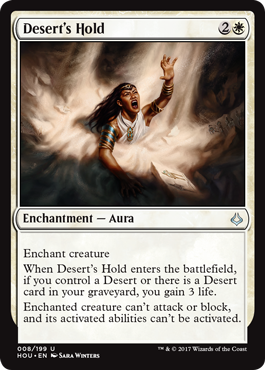 Desert's Hold 2
Enchantment — Aura
Enchant creature
When Desert's Hold enters the battlefield,
if you control a Desert or there is a Desert
card in your graveyard, you gain 3 life.
Enchanted creature can't attack or block,
and its activated abilities can't be activated.
008/199 U
HOU • EN SARA WINTERS
™ & © 2017 Wizards of the Coast